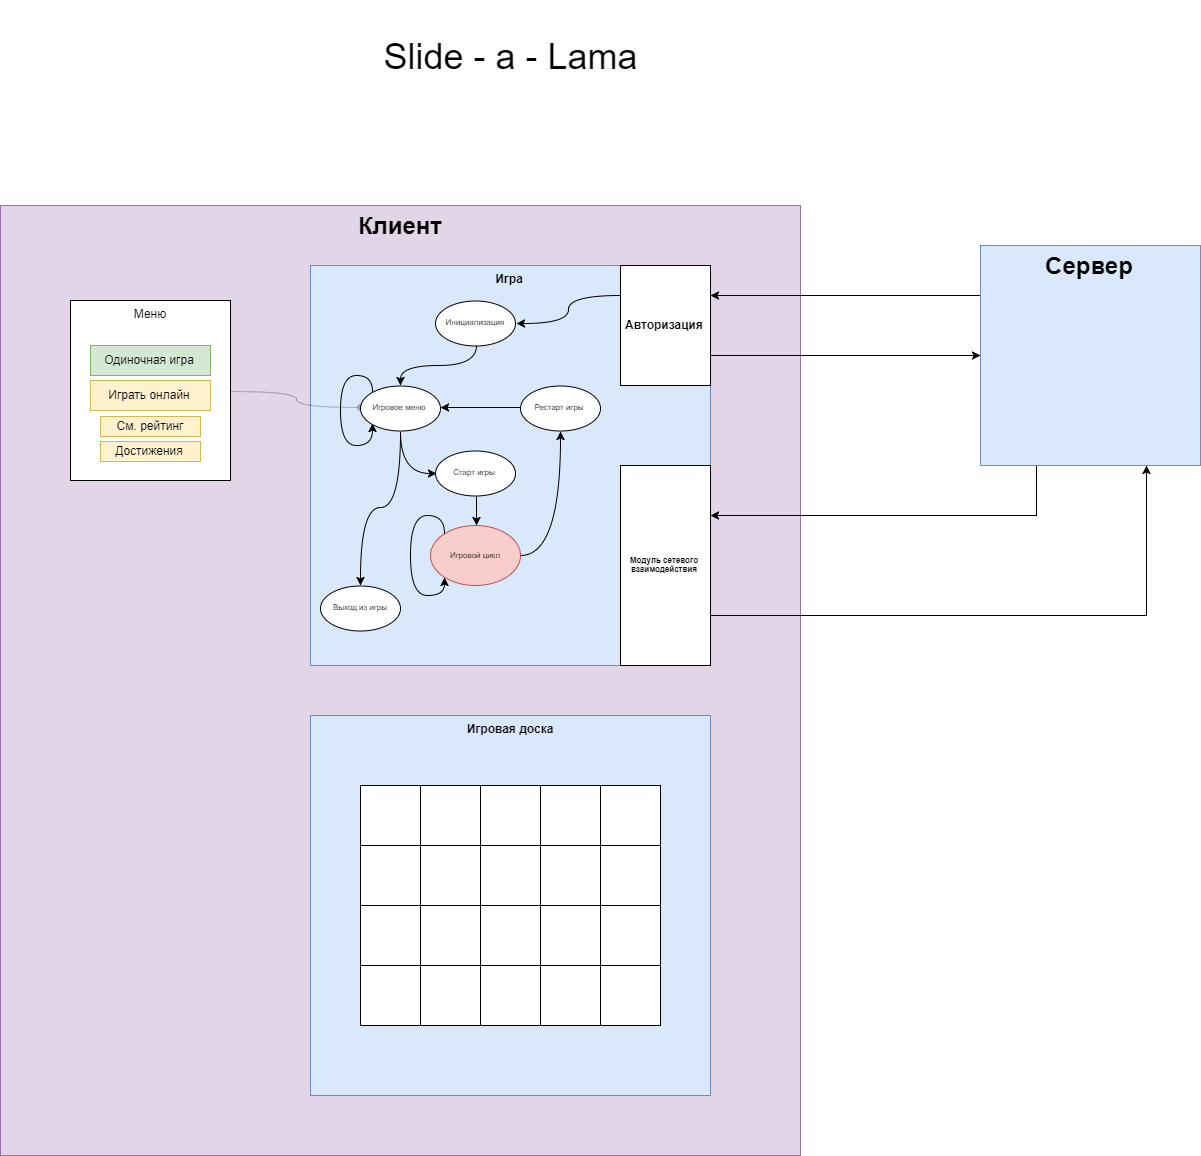 Slide - a - Lama
Клиент
Сервер
Игра
Меню
Одиночная игра
Играть онлайн
См. рейтинг
Достижения
Инициализация
Авторизация
Игровое меню
Рестарт игры
Старт игры
Игровой цикл
Выход из игры
Модуль сетевого
взаимодействия
Игровая доска